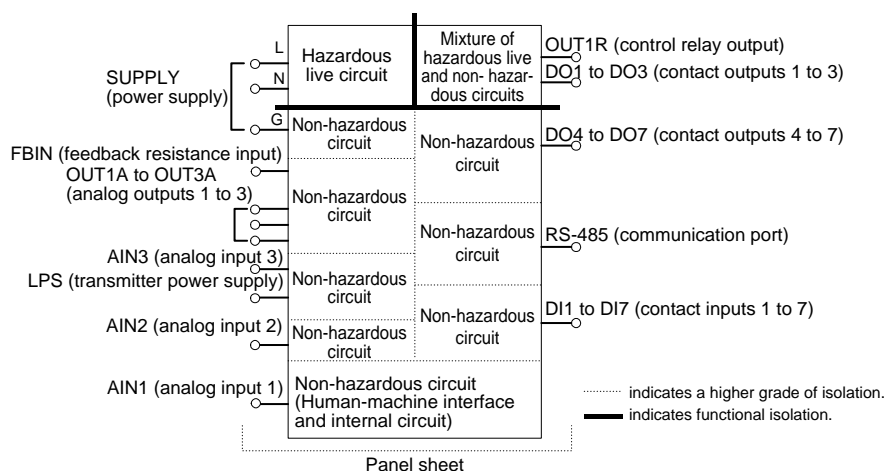 L
N
G
SUPPLY
(power supply)
FBIN (feedback resistance input)
OUT1A to OUT3A
(analog outputs 1 to 3)
AIN3 (analog input 3)
LPS (transmitter power supply)
AIN2 (analog input 2)
AIN1 (analog input 1)
Hazardous
live circuit
Non-hazardous
circuit
Non-hazardous
circuit
Non-hazardous
circuit
Non-hazardous
circuit
Non-hazardous circuit
(Human-machine interface
and internal circuit)
Mixture of
hazardous live
and non- hazar-
dous circuits
Non-hazardous
circuit
Non-hazardous
circuit
Non-hazardous
circuit
OUT1R (control relay output)
DO1 to DO3 (contact outputs 1 to 3)
DO4 to DO7 (contact outputs 4 to 7)
RS-485 (communication port)
DI1 to DI7 (contact inputs 1 to 7)
indicates a higher grade of isolation.
indicates functional isolation.
Panel sheet